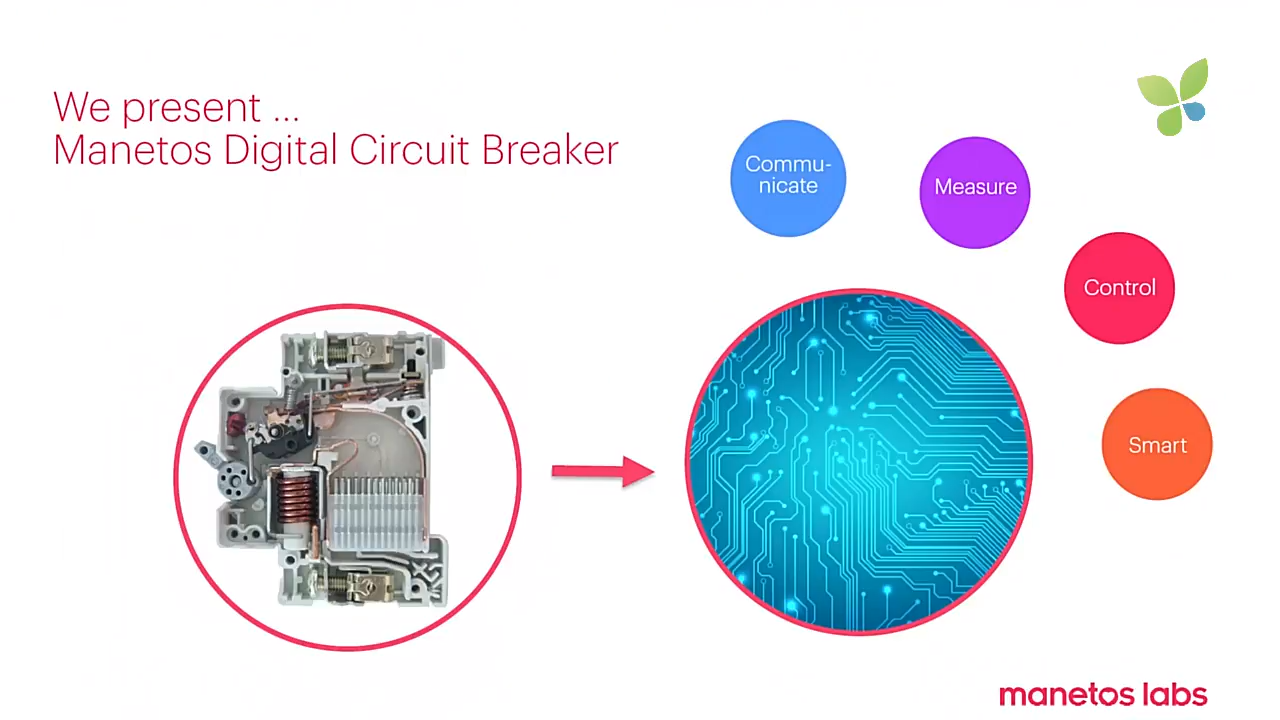 We present ...
Manetos Digital Circuit Breaker
Commu-
nicate
Measure
Control
Smart
manetos labs